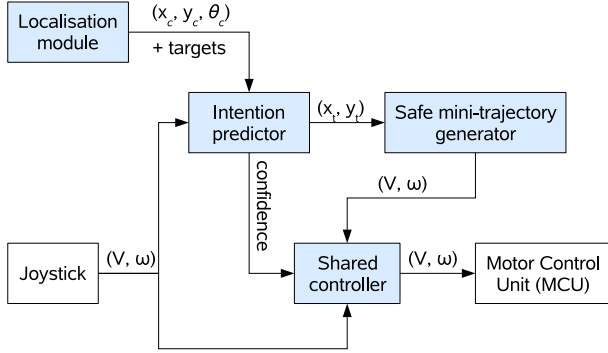 Localisation
module
(x_c, y_c, θ_c)
+ targets
Intention
predictor
(x_t, y_t)
Safe mini-trajectory
generator
confidence
(V, ω)
Joystick
(V, ω)
Shared
controller
(V, ω)
Motor Control
Unit (MCU)